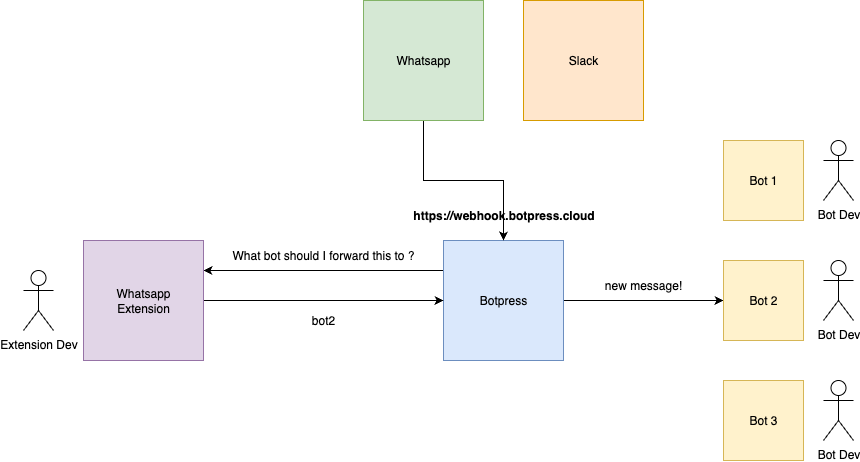 Whatsapp
Slack
Bot 1
Bot Dev
https://webhook.botpress.cloud
What bot should I forward this to ?
Whatsapp
Extension
Botpress
new message!
Bot 2
bot2
Extension Dev
Bot Dev
Bot 3
Bot Dev